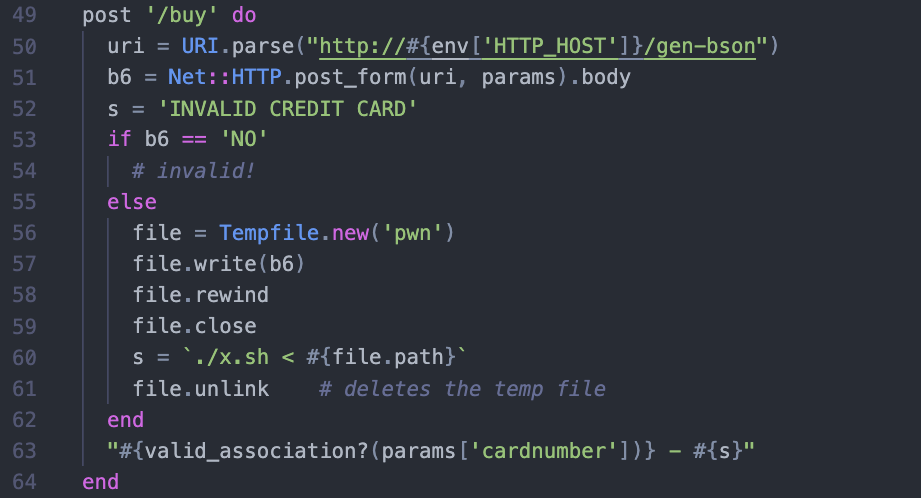 49 post '/buy' do
50 uri = URI.parse("http://#{env['HTTP_HOST']}/gen-bson")
51 b6 = Net::HTTP.post_form(uri, params).body
52 s = 'INVALID CREDIT CARD'
53 if b6 == 'NO'
54 # invalid!
55 else
56 file = Tempfile.new('pwn')
57 file.write(b6)
58 file.rewind
59 file.close
60 s = `./x.sh < #{file.path}`
61 file.unlink    # deletes the temp file
62 end
63 "#{valid_association?(params['cardnumber'])} - #{s}"
64 end